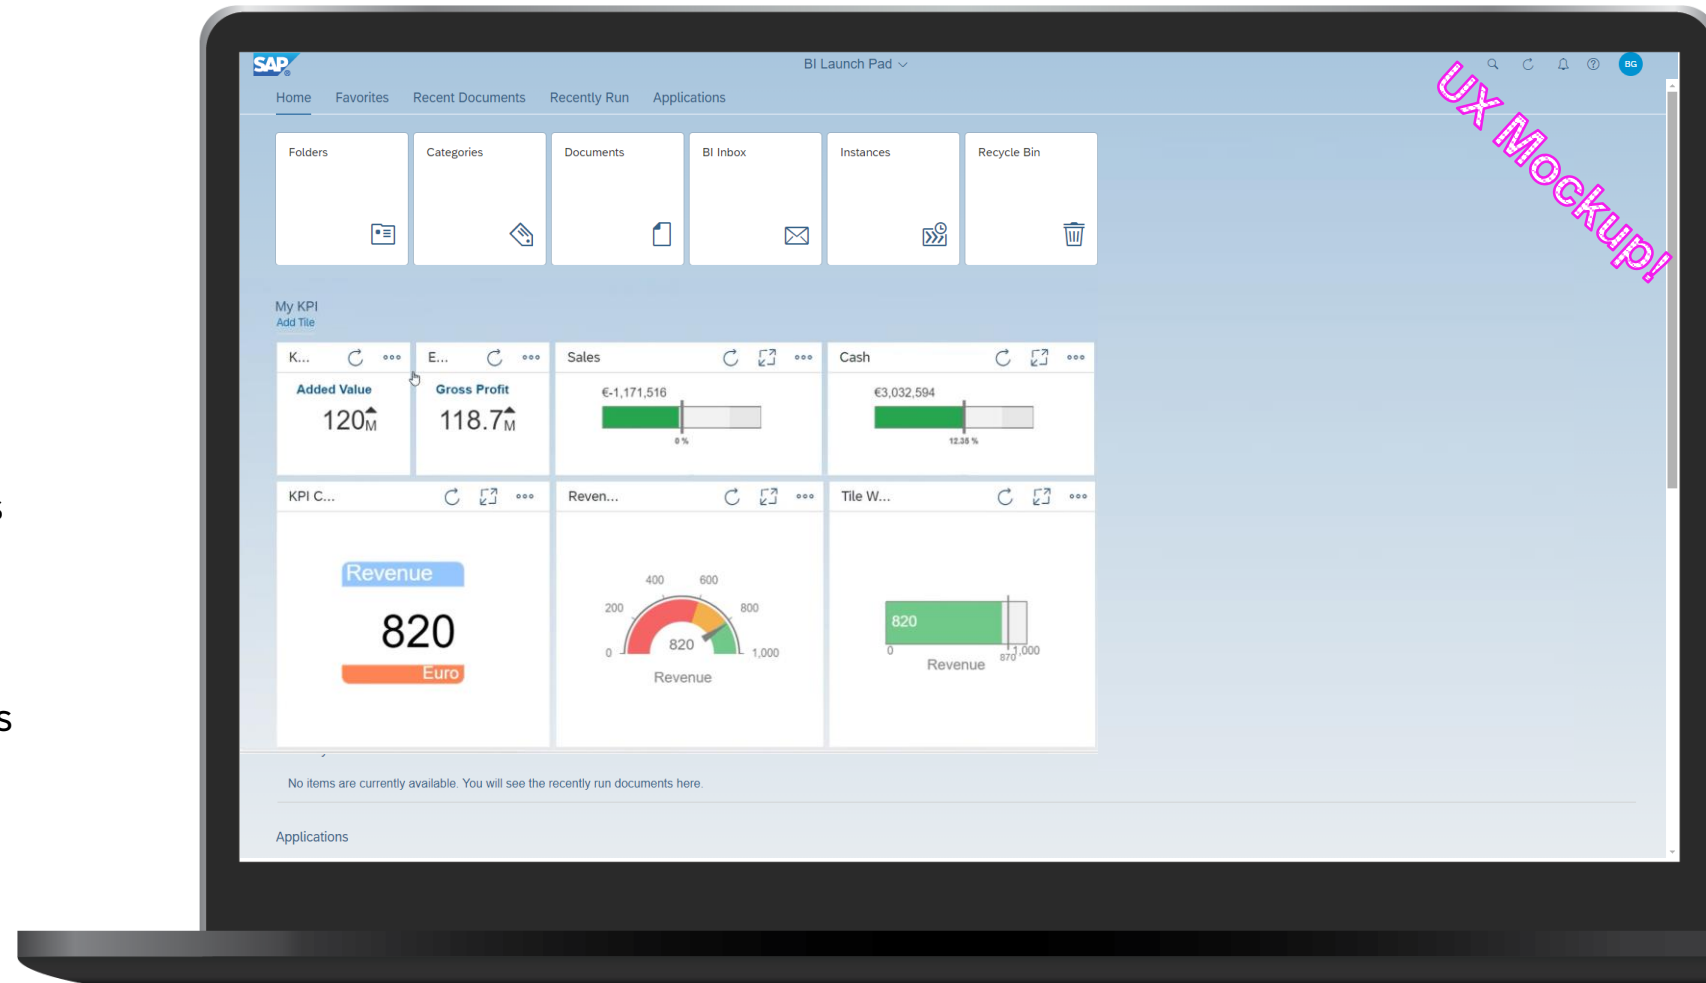 SAP
BI Launch Pad
BG
Home Favorites Recent Documents Recently Run Applications
UX Mockup!
Folders
Categories
Documents
BI Inbox
Instances
Recycle Bin
My KPI
Add Tile
K...
Added Value
120M
E...
Gross Profit
118.7M
Sales
€-1,171,516
0 %
Cash
€3,032,594
12.35 %
KPI C...
Revenue
820
Euro
Reven...
0 200 400 600 800 1,000
820
Revenue
Tile W...
820
0 870 1,000
Revenue
No items are currently available. You will see the recently run documents here.
Applications
s
s